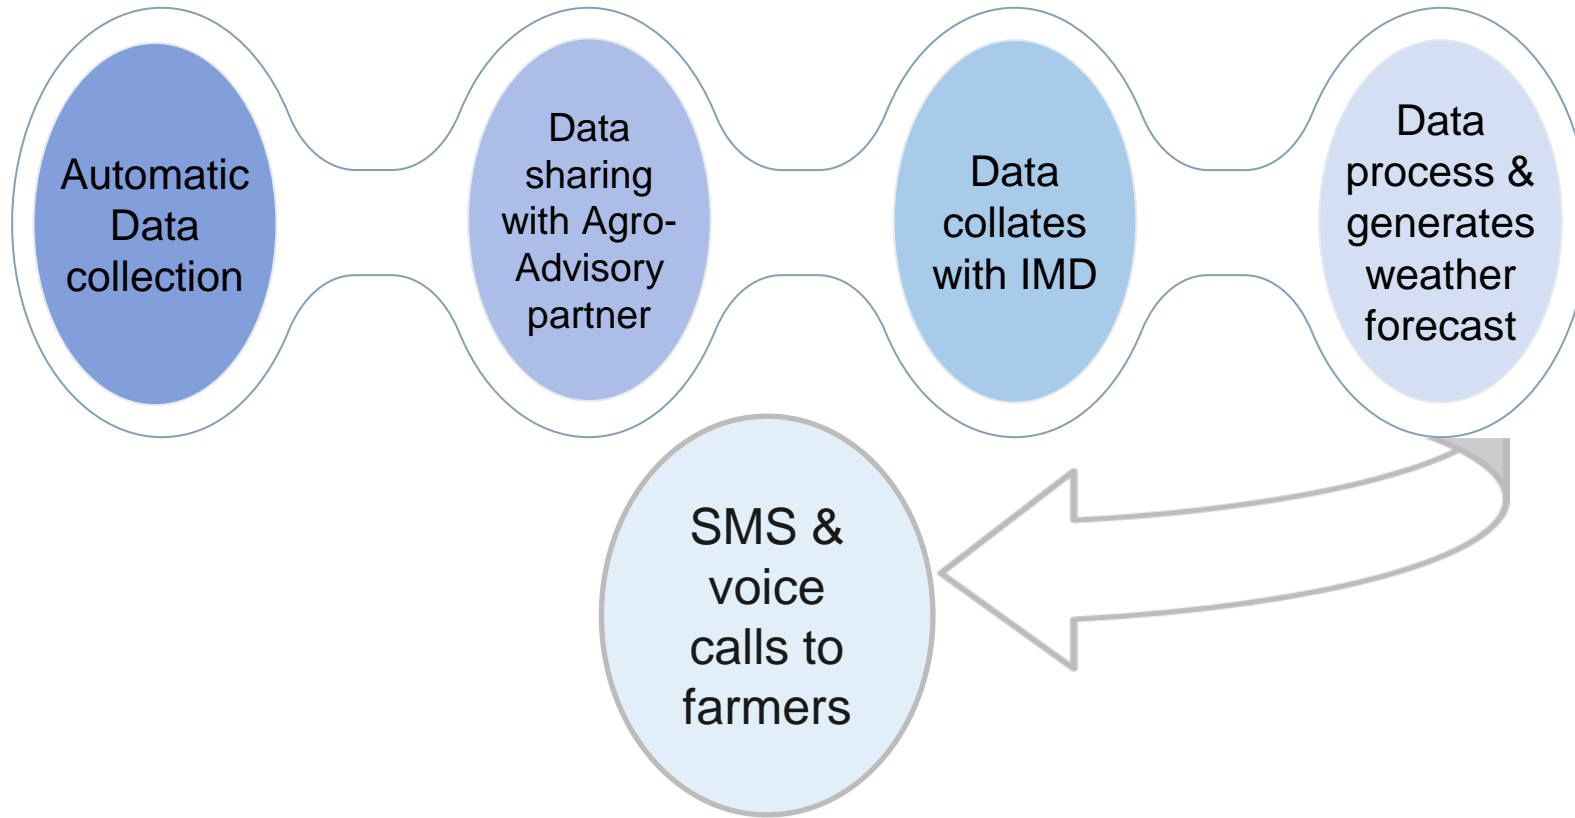 Automatic
Data
collection
Data
sharing
with Agro-
Advisory
partner
Data
collates
with IMD
Data
process &
generates
weather
forecast
SMS &
voice
calls to
farmers